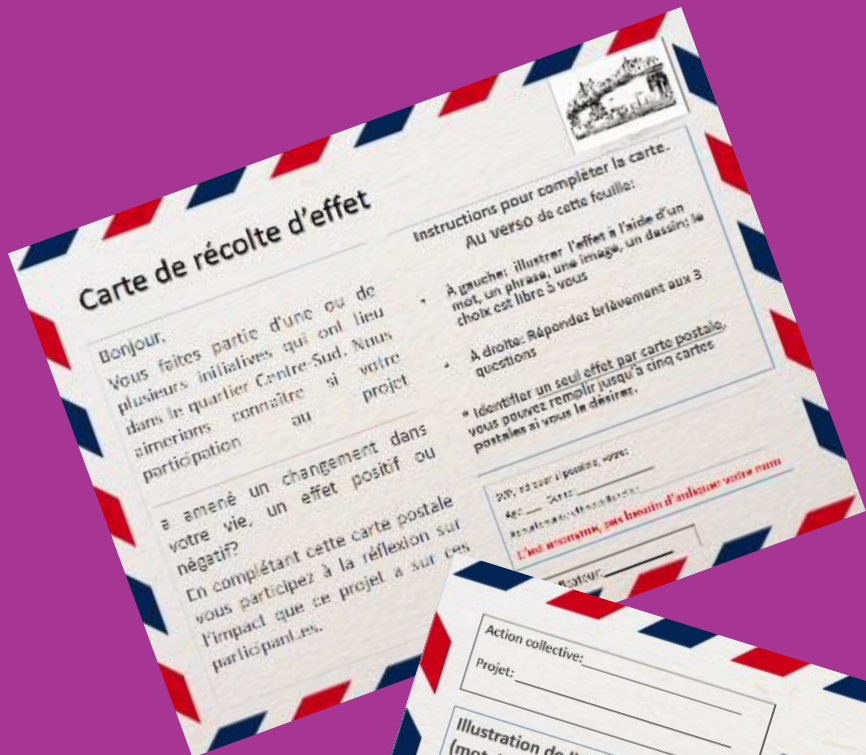 Carte de récolte d'effet
Bonjour,
Vous faites partie d'une ou de
plusieurs initiatives qui ont lieu
dans le quartier Centre-Sud. Nous
aimerions connaître si votre
participation au projet
a amené un changement dans
votre vie, un effet positif ou
négatif?
En complétant cette carte postale
vous participez à la réflexion sur
l'impact que ce projet a sur ces
participant.es.
Instructions pour compléter la carte.
Au verso de cette feuille:
• À gauche: illustrer l'effet à l'aide d'un
mot, un phrase, une image, un dessin; le
choix est libre à vous
• À droite: Répondez brièvement aux 3
questions
* Identifier un seul effet par carte postale,
vous pouvez remplir jusqu'à cinq cartes
postales si vous le désirez.
possible, votre:
Age:
C'est anonyme, pas besoin d'indiquer votre nom
Action collective:
Projet:
Illustration de
(mot